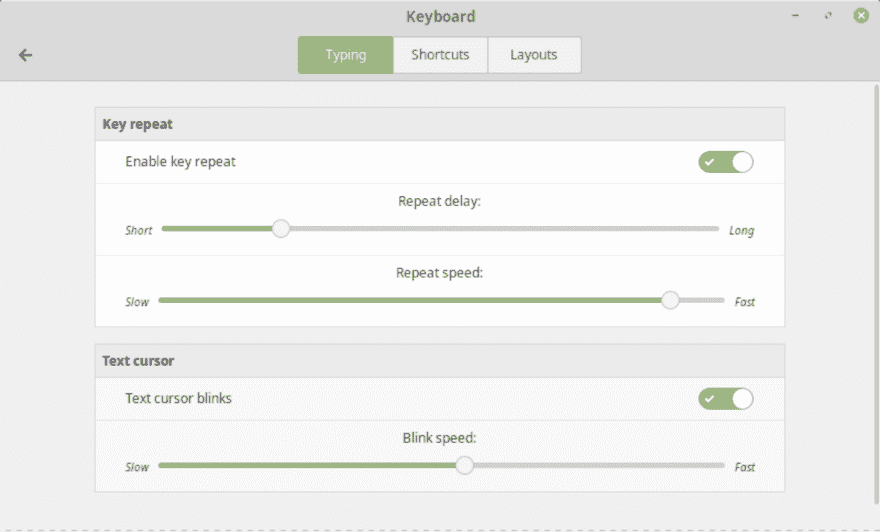 Keyboard
Typing Shortcuts Layouts
Key repeat
Enable key repeat
Repeat delay:
Short Long
Repeat speed:
Slow Fast
Text cursor
Text cursor blinks
Blink speed:
Slow Fast